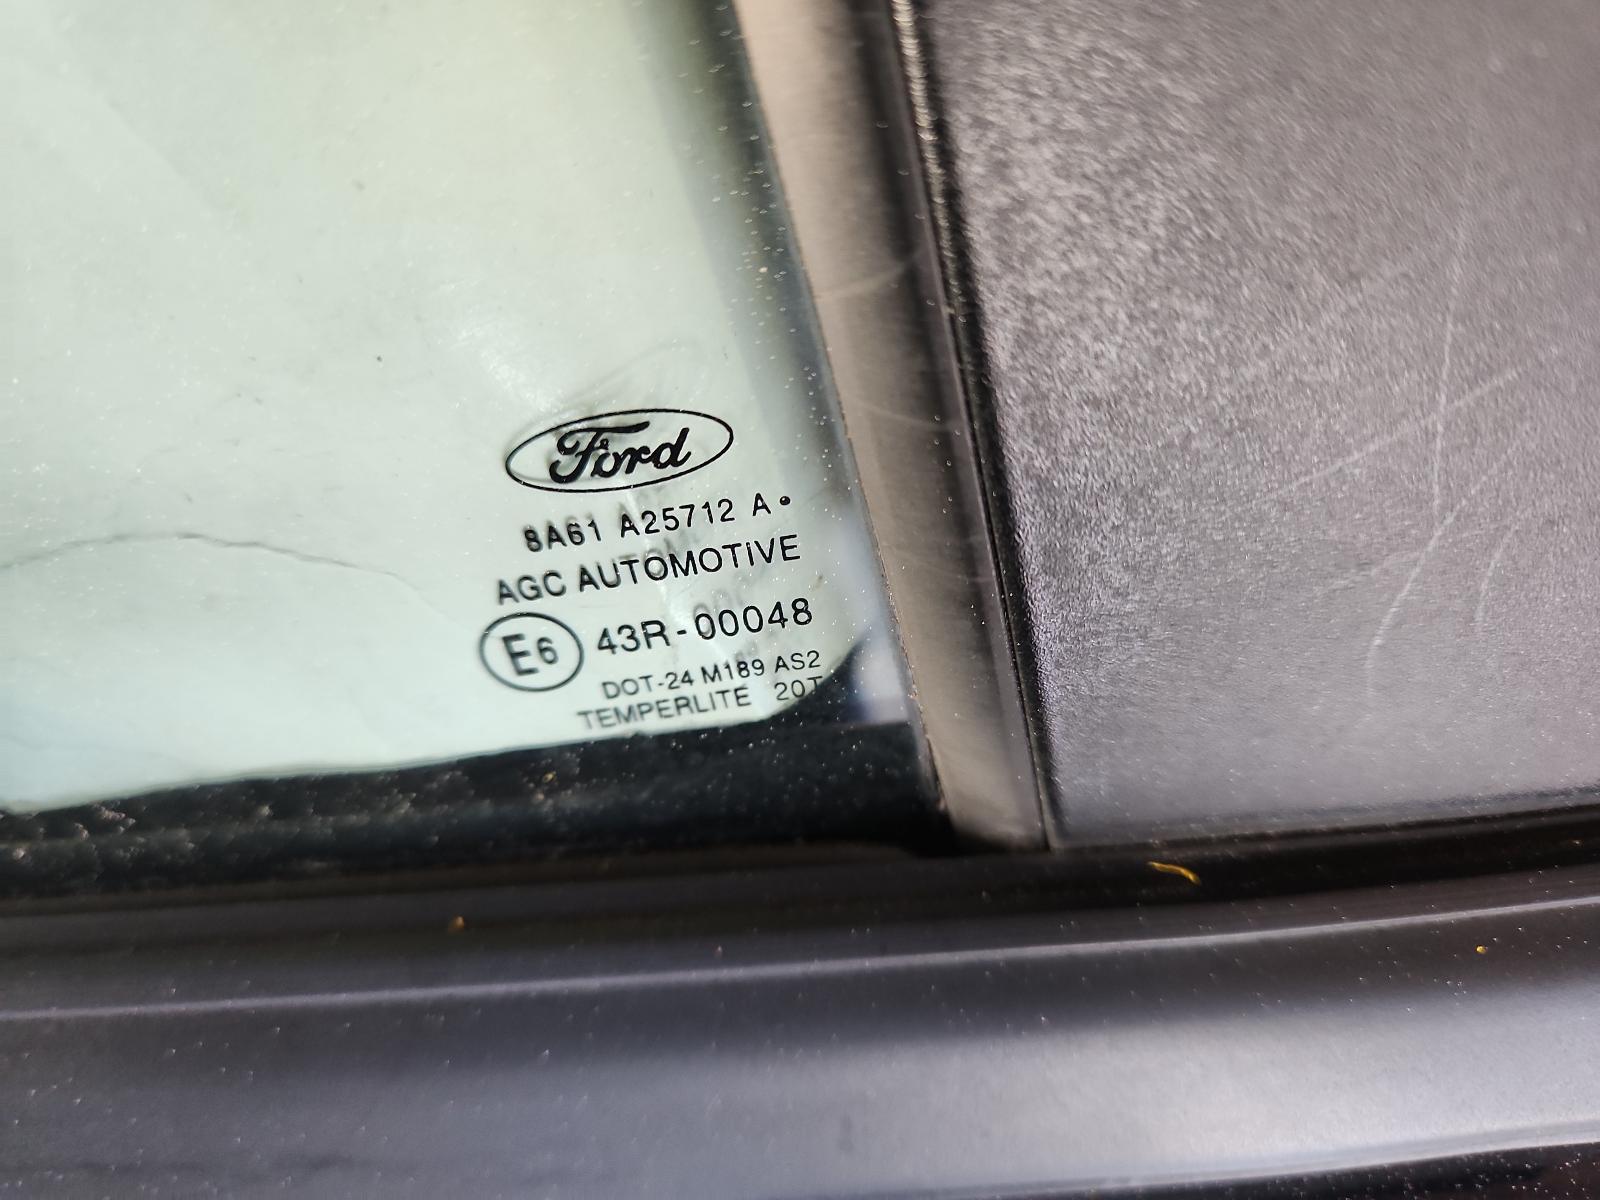 Ford
8A61 A25712 A•
AGC AUTOMOTiVE
E6 43R-00048
DOT-24 M189 AS2
TEMPERLITE 20T